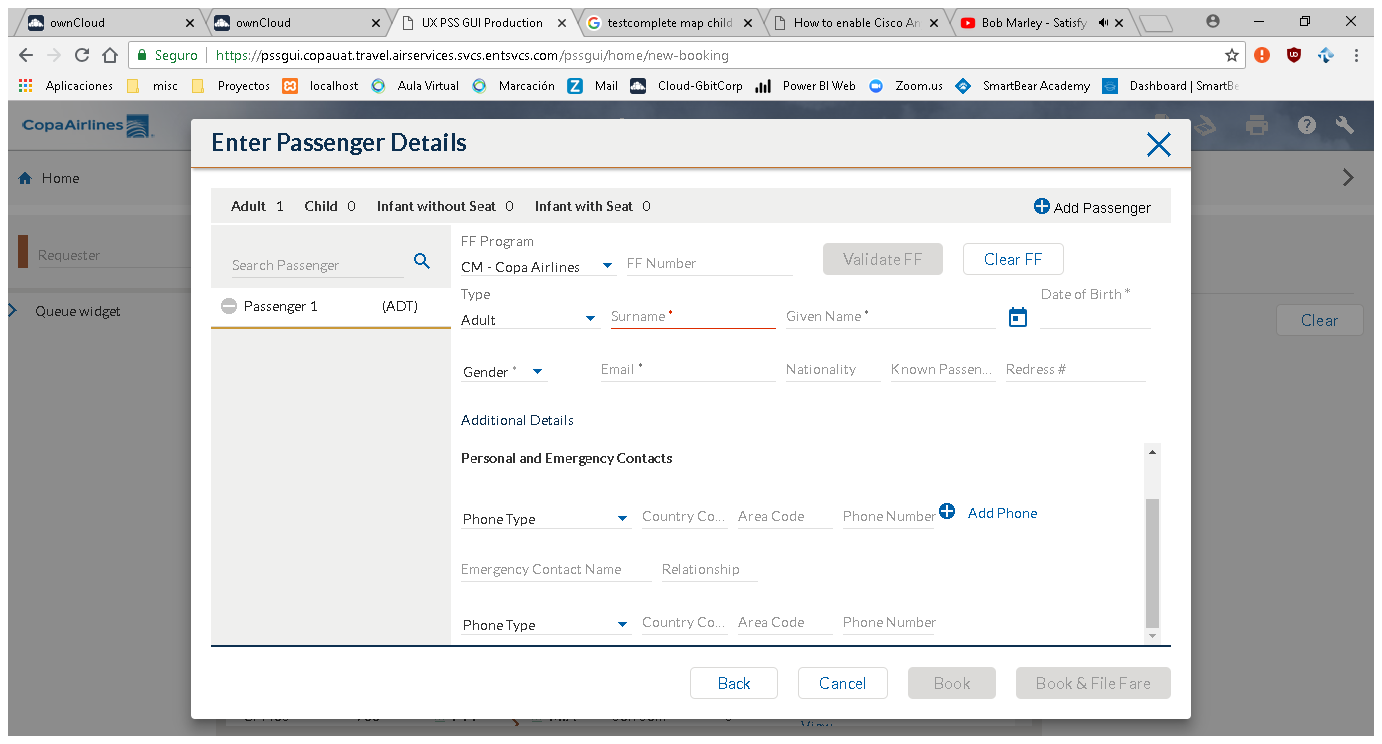 ownCloud ownCloud UX PSS GUI Production testcomplete map child How to enable Cisco An Bob Marley - Satisfy
Seguro https://pssgui.copauat.travel.airservices.svcs.entsvcs.com/pssgui/home/new-booking
Aplicaciones misc Proyectos localhost Aula Virtual Marcación Mail Cloud-GbitCorp Power BI Web Zoom.us SmartBear Academy Dashboard | SmartBe
CopaAirlines
Enter Passenger Details
Home
Adult 1 Child 0 Infant without Seat 0 Infant with Seat 0 Add Passenger
Requester
Search Passenger
FF Program
CM - Copa Airlines FF Number Validate FF Clear FF
Queue widget
Passenger 1 (ADT)
Type Date of Birth *
Adult Surname * Given Name *
Clear
Gender * Email * Nationality Known Passen... Redress #
Additional Details
Personal and Emergency Contacts
Phone Type Country Co... Area Code Phone Number Add Phone
Emergency Contact Name Relationship
Phone Type Country Co... Area Code Phone Number
Back Cancel Book Book & File Fare
View